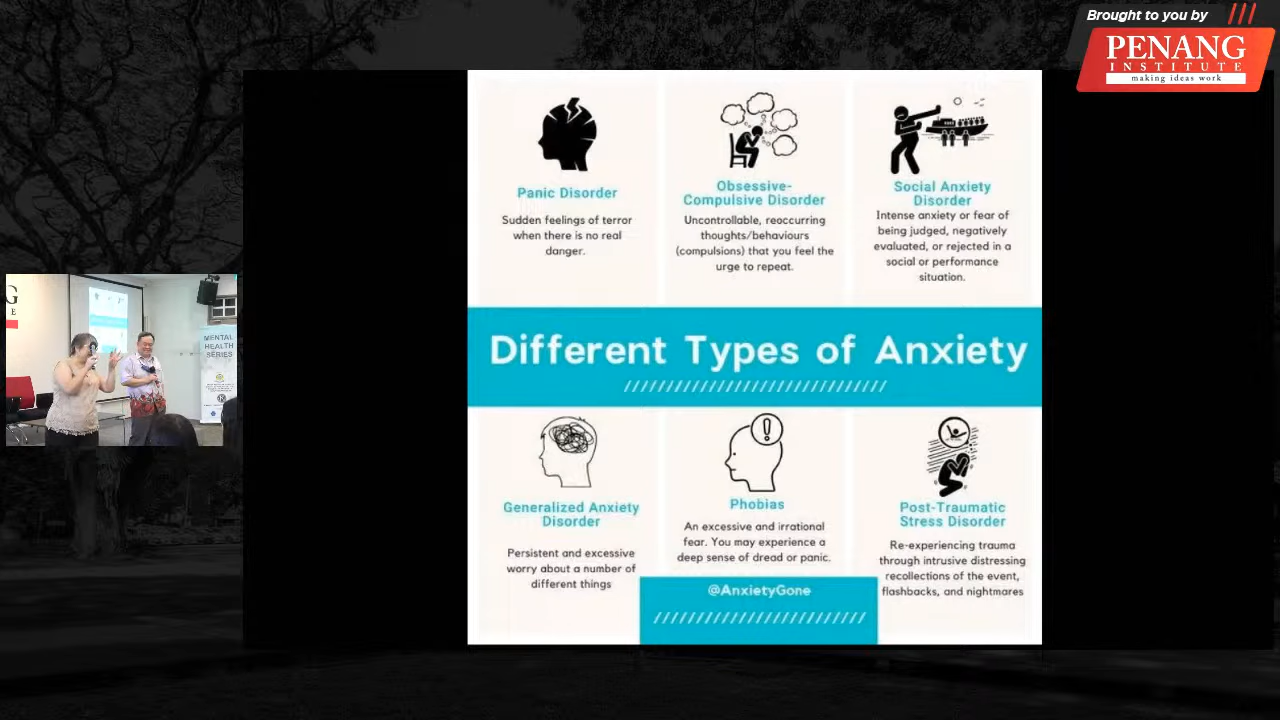 Brought to you by
PENANG
INSTITUTE
making ideas work
Panic Disorder
Sudden feelings of terror
when there is no real
danger.
Obsessive-
Compulsive Disorder
Uncontrollable, reoccurring
thoughts/behaviours
(compulsions) that you feel the
urge to repeat.
Social Anxiety
Disorder
Intense anxiety or fear of
being judged, negatively
evaluated, or rejected in a
social or performance
situation.
Different Types of Anxiety
Generalized Anxiety
Disorder
Persistent and excessive
worry about a number of
different things
Phobias
An excessive and irrational
fear. You may experience a
deep sense of dread or panic.
Post-Traumatic
Stress Disorder
Re-experiencing trauma
through intrusive distressing
recollections of the event,
flashbacks, and nightmares
@AnxietyGone
G
E
MENTAL
HEALTH
SERIES